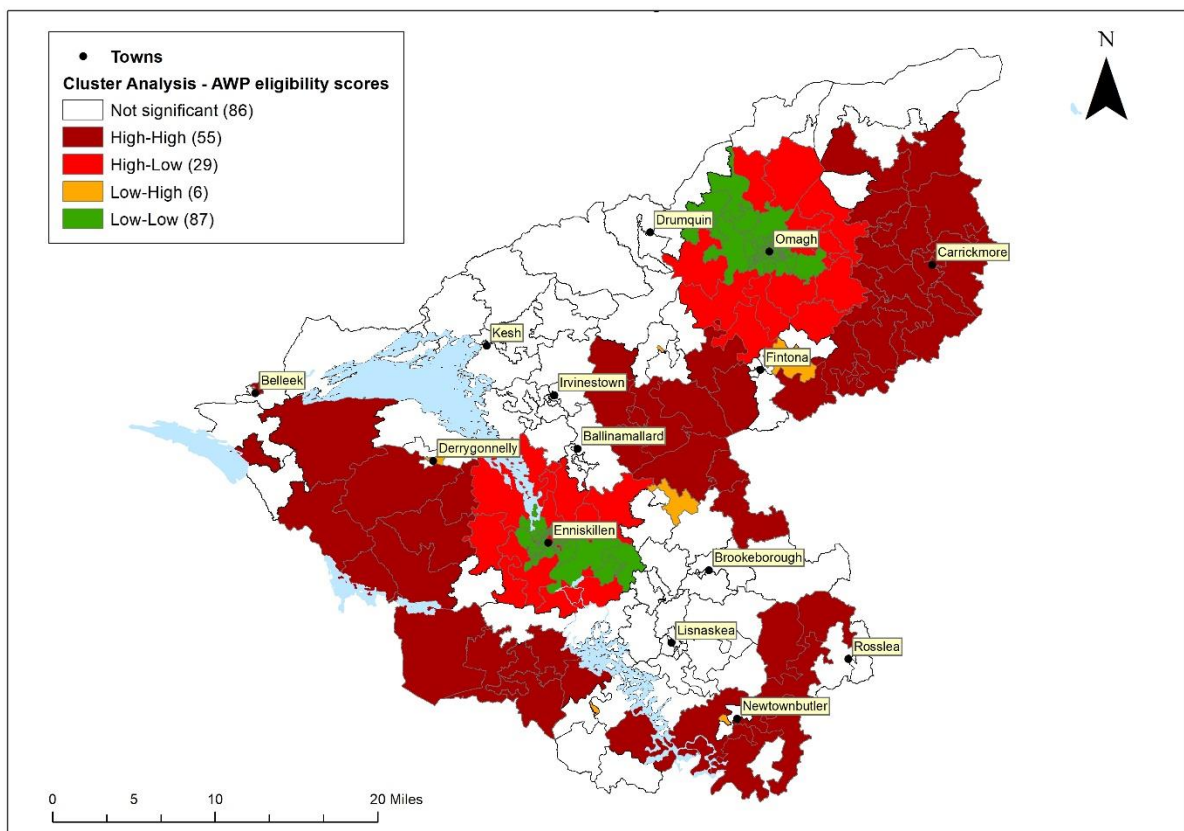 Towns
Cluster Analysis - AWP eligibility scores
Not significant (86)
High-High (55)
High-Low (29)
Low-High (6)
Low-Low (87)
N
Drumquin
Omagh
Carrickmore
Kesh
Fintona
Belleek
Irvinestown
Ballinamallard
Derrygonnelly
Enniskillen
Brookeborough
Lisnaskea
Rosslea
Newtownbutler
0 5 10 20 Miles